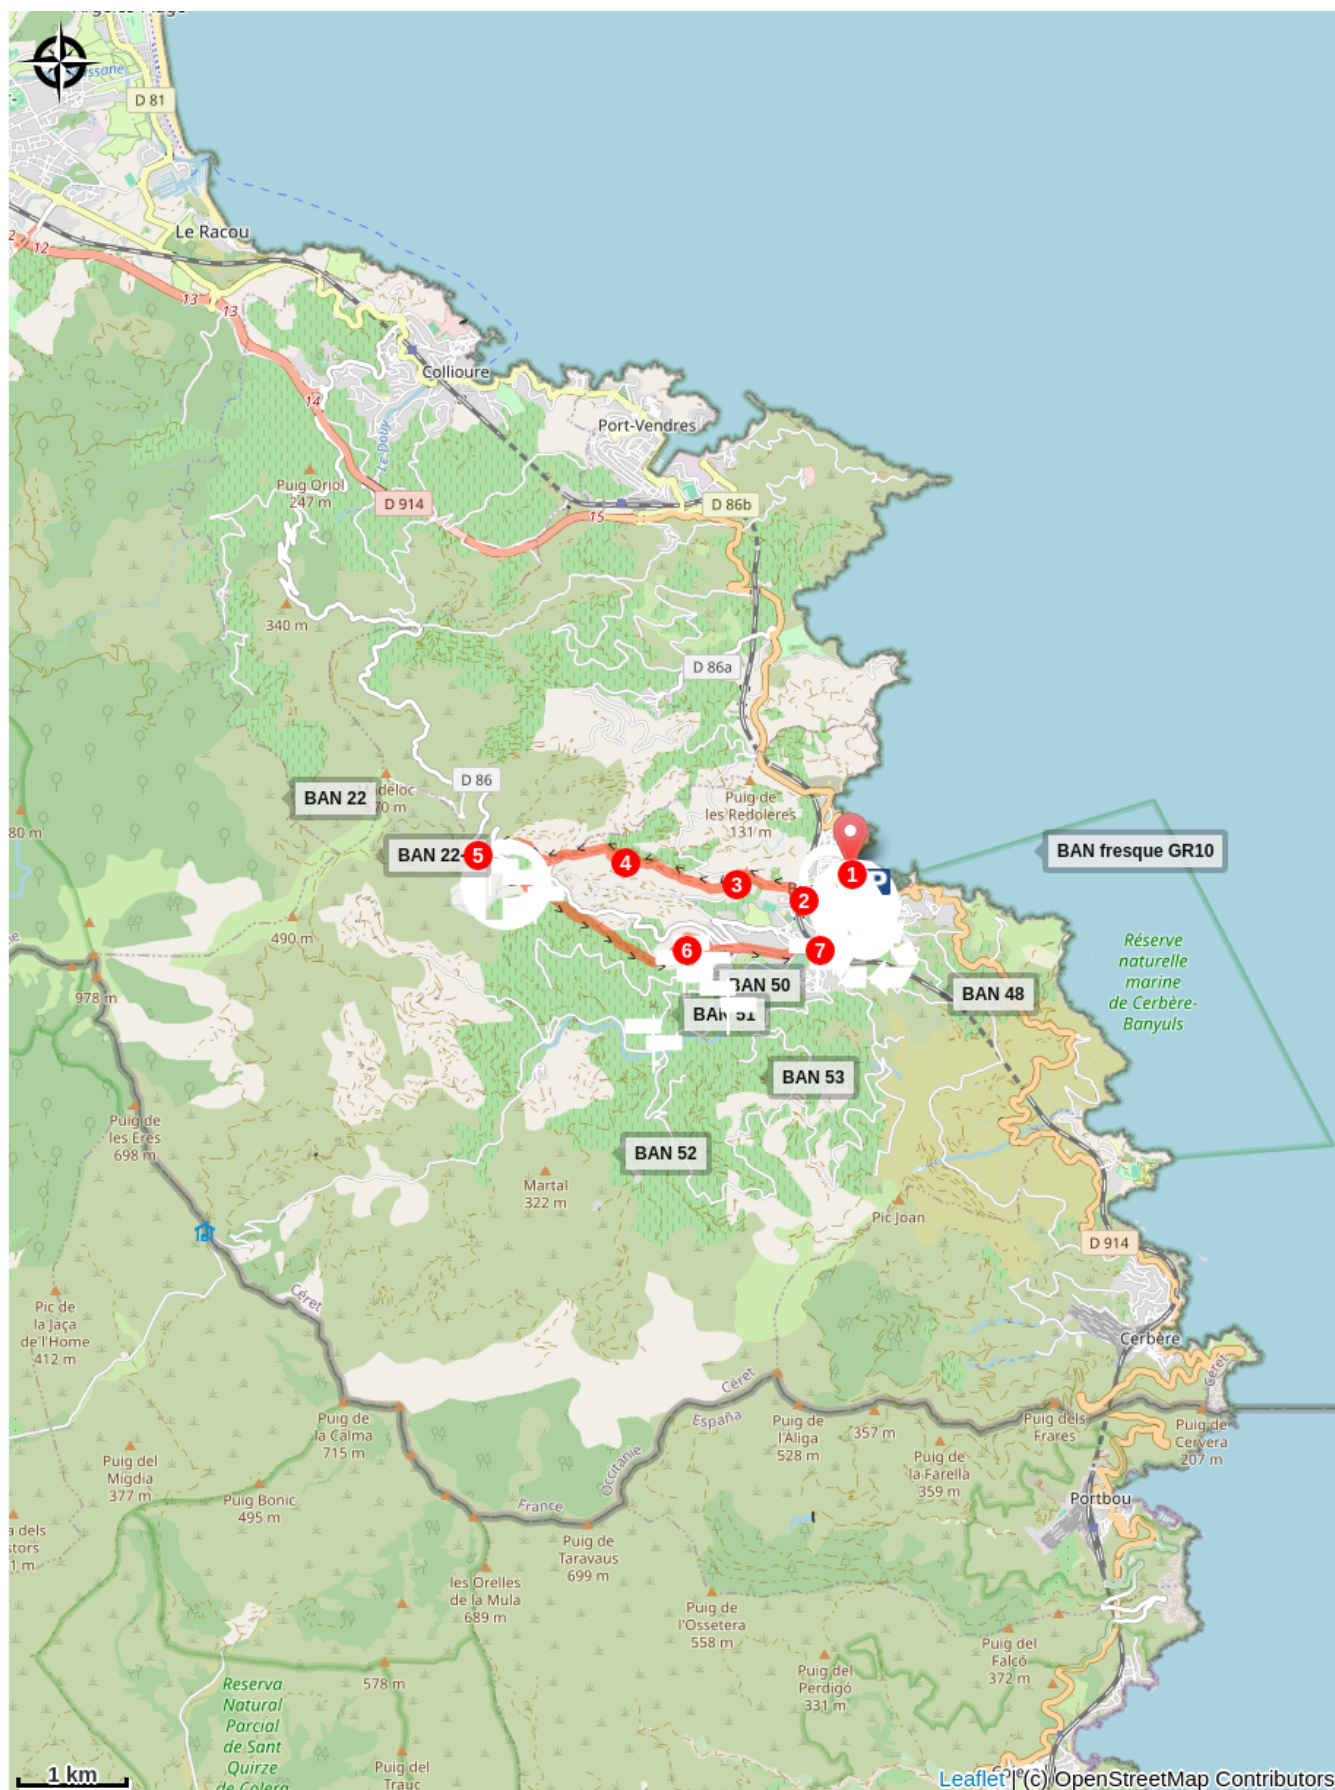 D 81
Le Racou
12
13
13
Collioure
14
Le Douy
Port-Vendres
Puig Oriol
247 m
D 914
D 86b
15
340 m
D 86a
D 86
BAN 22
Puig de
les Redoleres
131 m
1
BAN fresque GR10
BAN 22-
5
4
3
2
490 m
6
7
Réserve
naturelle
marine
de Cerbère-
Banyuls
978 m
BAN 50
BAN 48
BAN 51
BAN 53
Puig de
les Eres
698 m
BAN 52
Martal
322 m
Pic Joan
D 914
Céret
Pic de
la Jaça
de l'Home
412 m
Cerbère
Céret
Céret
España
Puig de
la Calma
715 m
Puig de
l'Àliga
528 m
357 m
Puig dels
Frares
Puig de
Cervera
207 m
Occitanie
Puig del
Migdia
377 m
Puig de
la Farella
359 m
Puig Bonic
495 m
France
Portbou
Puig de
Taravaus
699 m
les Orelles
de la Mula
689 m
Puig de
l'Ossetera
558 m
Puig del
Falcó
372 m
Puig del
Perdigó
331 m
578 m
Reserva
Natural
Parcial
de Sant
Quirze
de Colera
Puig del
Trauc
1 km
Leaflet | (c) OpenStreetMap Contributors